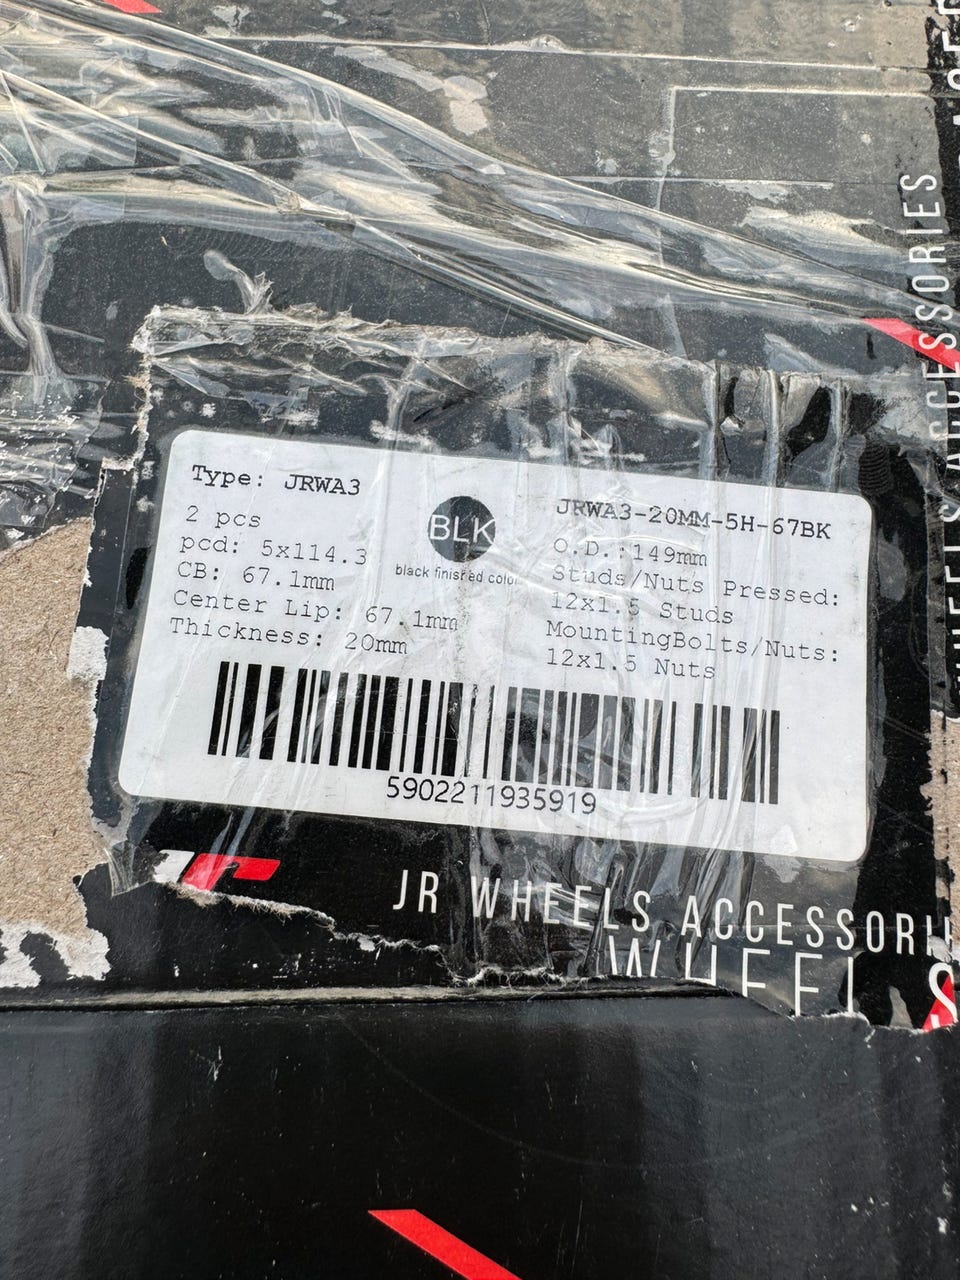 Type: JRWA3
2 pcs
pcd: 5x114.3
CB: 67.1mm
Center Lip: 67.1mm
Thickness: 20mm
BLK
black finished color
JRWA3-20MM-5H-67BK
O.D.:149mm
Studs/Nuts Pressed:
12x1.5 Studs
MountingBolts/Nuts:
12x1.5 Nuts
5902211935919
JR WHEELS ACCESSORI
WHEEL
WHEELS ACCESSORIES